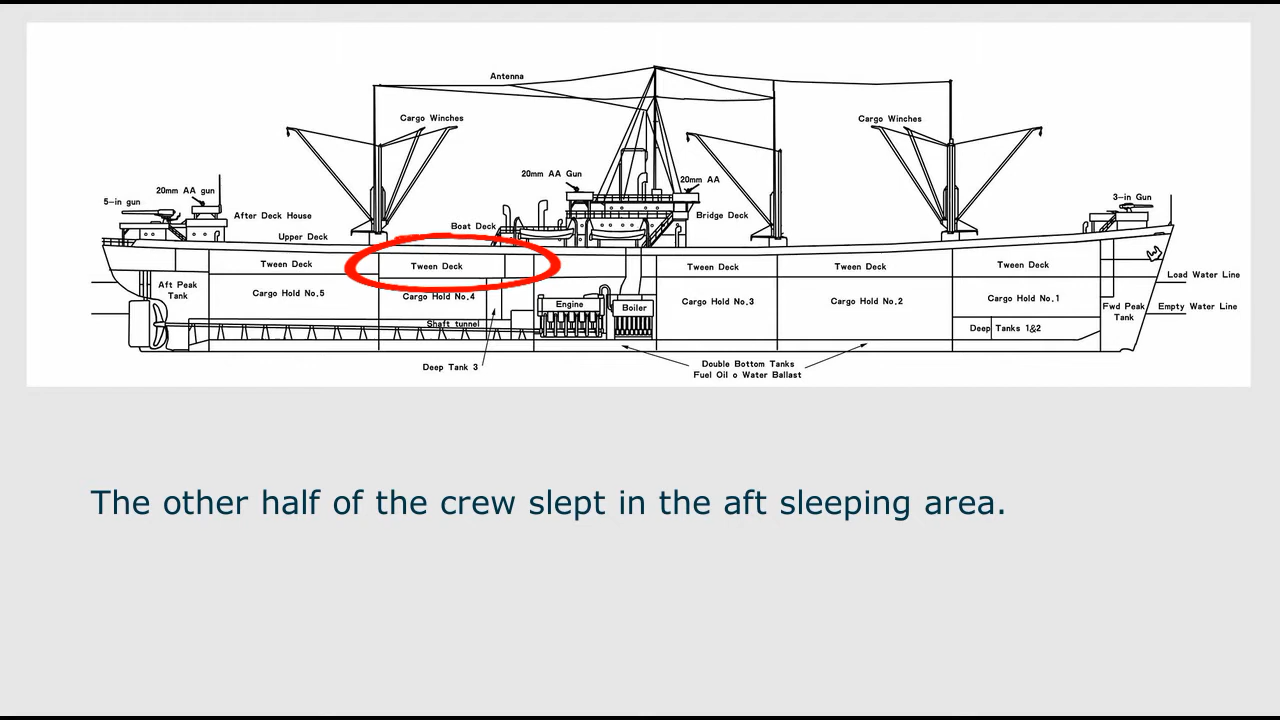 Antenna
Cargo Winches
Cargo Winches
20mm AA Gun
20mm AA
20mm AA gun
5-in gun
3-in Gun
After Deck House
Bridge Deck
Boat Deck
Upper Deck
Tween Deck
Tween Deck
Tween Deck
Tween Deck
Tween Deck
Load Water Line
Aft Peak
Tank
Cargo Hold No.5
Cargo Hold No.4
Engine
Boiler
Cargo Hold No.3
Cargo Hold No.2
Cargo Hold No.1
Fwd Peak
Tank
Empty Water Line
Shaft tunnel
Deep Tanks 1&2
Deep Tank 3
Double Bottom Tanks
Fuel Oil o Water Ballast
The other half of the crew slept in the aft sleeping area.